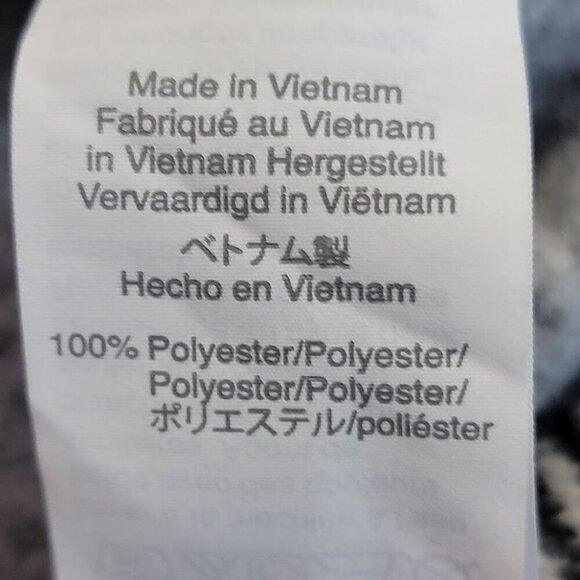 Made in Vietnam
Fabriqué au Vietnam
in Vietnam Hergestellt
Vervaardigd in Viëtnam
ベトナム製
Hecho en Vietnam
100% Polyester/Polyester/
Polyester/Polyester/
ポリエステル/poliéster